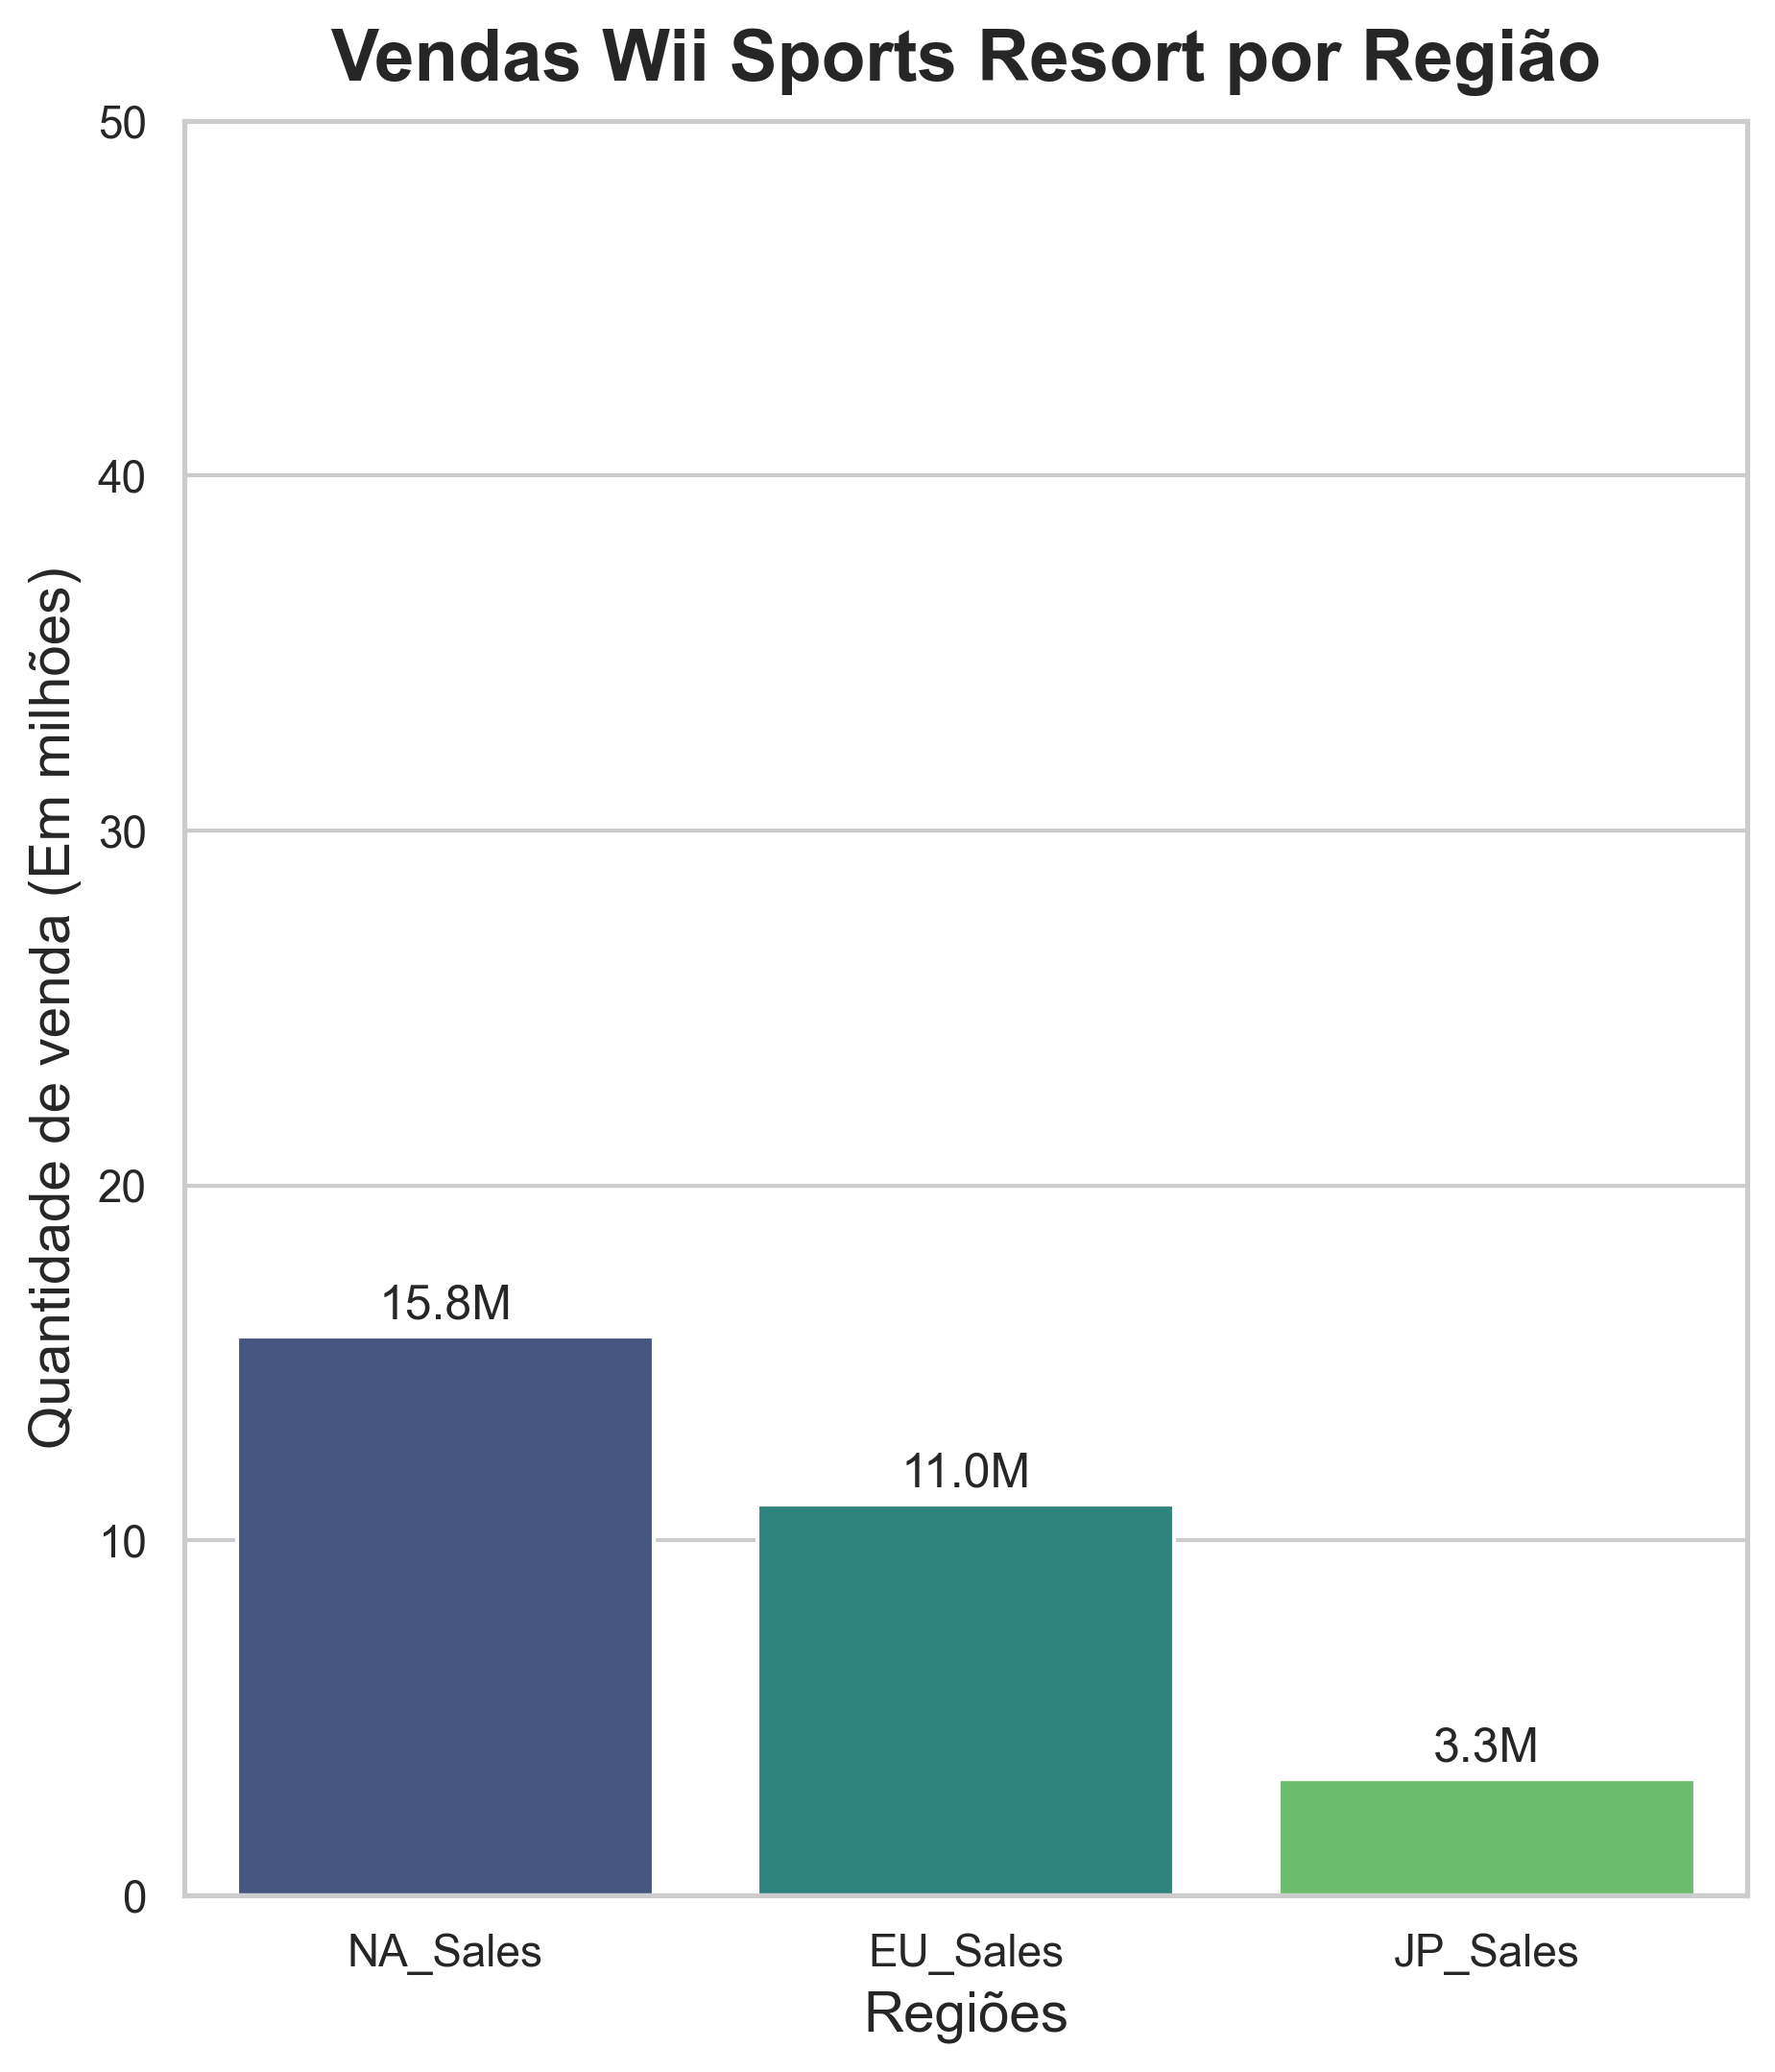 Vendas Wii Sports Resort por Região
Quantidade de venda (Em milhões)
50
40
30
20
10
0
15.8M
11.0M
3.3M
NA_Sales
EU_Sales
JP_Sales
Regiões